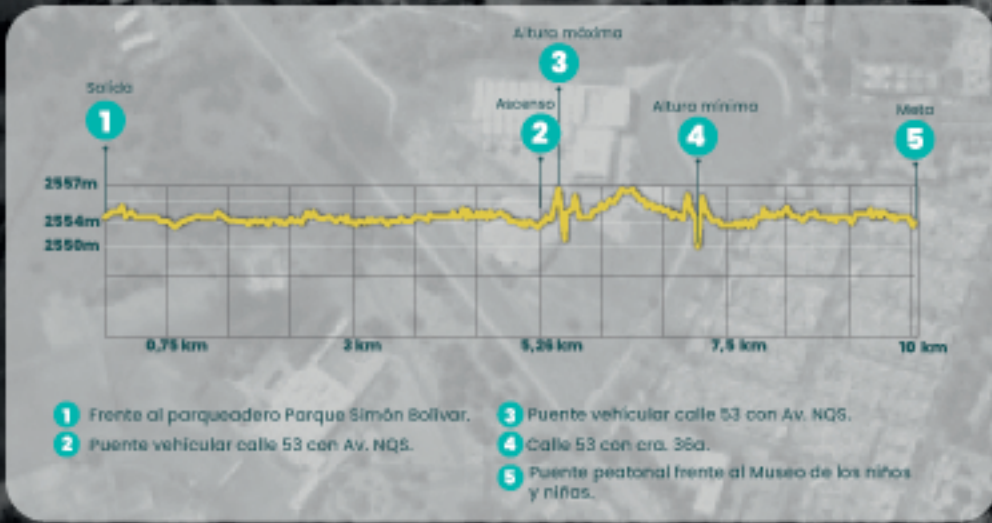 Altura máxima
3
Salida
Ascenso
Altura mínima
Meta
1
2
4
5
2557m
2554m
2550m
0,75 km
3 km
5,25 km
7,5 km
10 km
1 Frente al parqueadero Parque Simón Bolívar.
2 Puente vehicular calle 53 con Av. NQS.
3 Puente vehicular calle 53 con Av. NQS.
4 Calle 53 con cra. 36a.
5 Puente peatonal frente al Museo de los niños
y niñas.